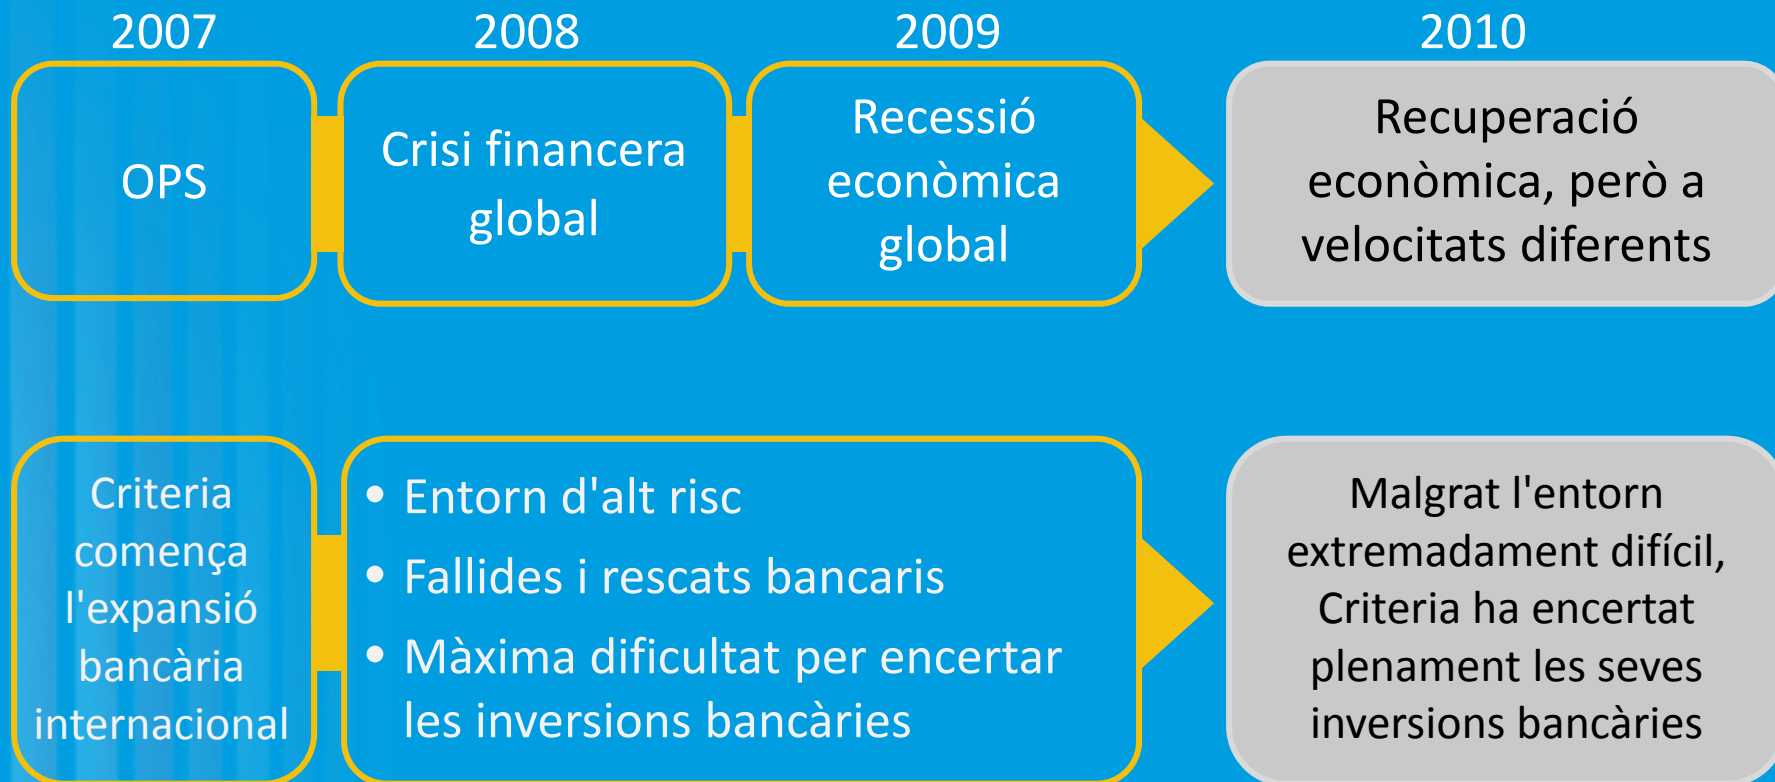 2007
2008
2009
2010
OPS
Crisi financera
global
Recessió
econòmica
global
Recuperació
econòmica, però a
velocitats diferents
Criteria
comença
l'expansió
bancària
internacional
• Entorn d'alt risc
• Fallides i rescats bancaris
• Màxima dificultat per encertar
les inversions bancàries
Malgrat l'entorn
extremadament difícil,
Criteria ha encertat
plenament les seves
inversions bancàries